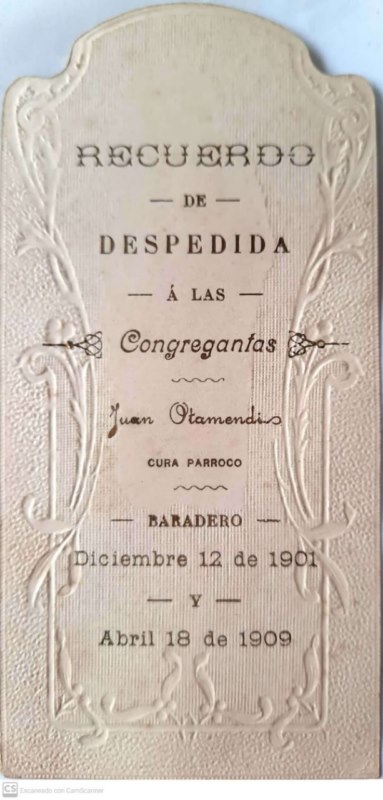 RECUERDO
— DE —
DESPEDIDA
— Á LAS —
Congregantas
Juan Otamendi
CURA PARROCO
— BARADERO —
Diciembre 12 de 1901
— Y —
Abril 18 de 1909
CS Escaneado con CamScanner